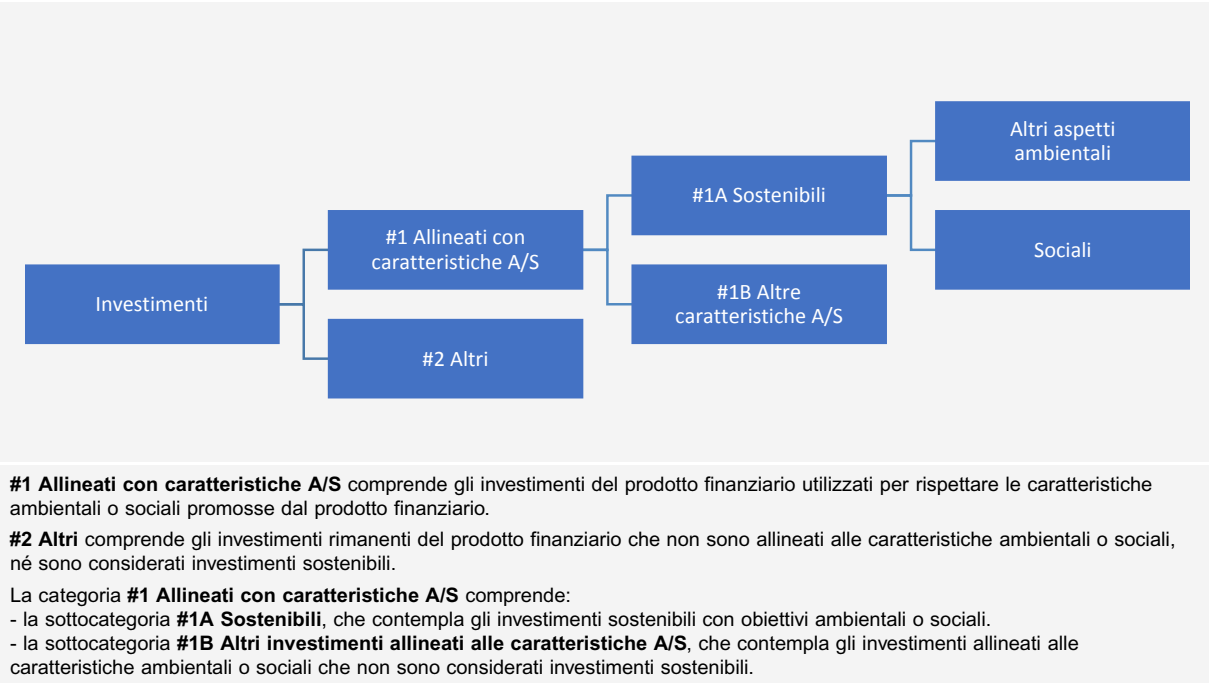 Altri aspetti
ambientali
#1A Sostenibili
#1 Allineati con
caratteristiche A/S
Sociali
Investimenti
#1B Altre
caratteristiche A/S
#2 Altri
#1 Allineati con caratteristiche A/S comprende gli investimenti del prodotto finanziario utilizzati per rispettare le caratteristiche
ambientali o sociali promosse dal prodotto finanziario.
#2 Altri comprende gli investimenti rimanenti del prodotto finanziario che non sono allineati alle caratteristiche ambientali o sociali,
né sono considerati investimenti sostenibili.
La categoria #1 Allineati con caratteristiche A/S comprende:
- la sottocategoria #1A Sostenibili, che contempla gli investimenti sostenibili con obiettivi ambientali o sociali.
- la sottocategoria #1B Altri investimenti allineati alle caratteristiche A/S, che contempla gli investimenti allineati alle
caratteristiche ambientali o sociali che non sono considerati investimenti sostenibili.